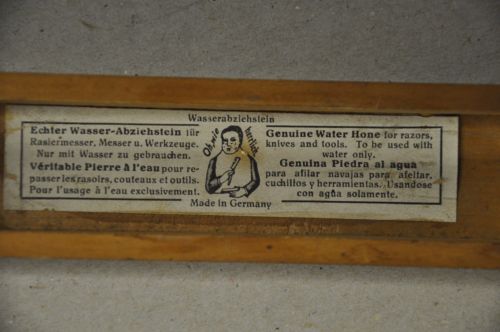 Wasserabziehstein
Echter Wasser-Abziehstein für
Rasiermesser, Messer u. Werkzeuge.
Nur mit Wasser zu gebrauchen.
Véritable Pierre à l'eau pour re-
passer les rasoirs, couteaux et outils.
Pour l'usage à l'eau exclusivement.
Oh, wie herrlich
Genuine Water Hone for razors,
knives and tools. To be used with
water only.
Genuina Piedra al agua
para afilar navajas para afeitar,
cuchillos y herramientas. Usandose
con agua solamente.
Made in Germany